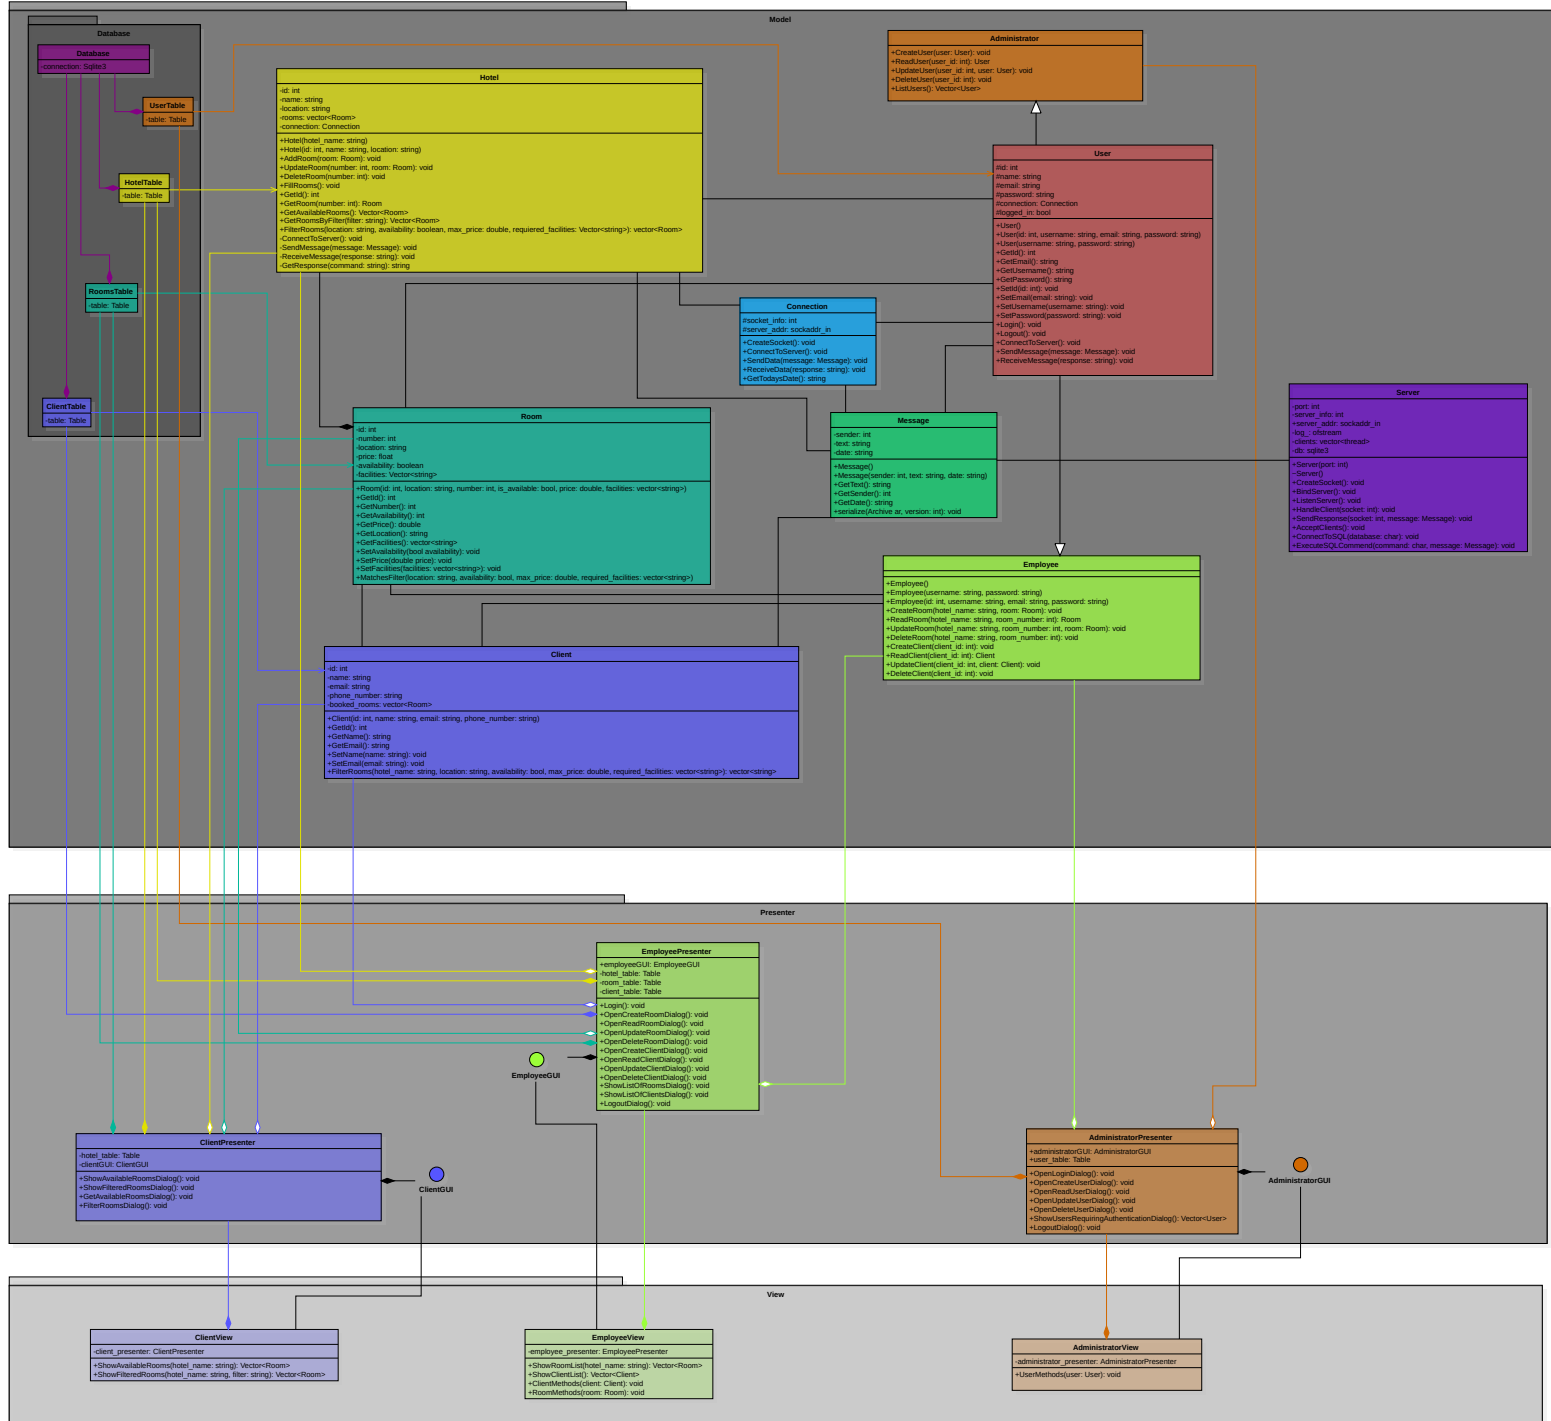 Model
Database
Database
-connection: Sqlite3
UserTable
-table: Table
HotelTable
-table: Table
RoomsTable
-table: Table
ClientTable
-table: Table
Hotel
-id: int
-name: string
-location: string
-rooms: vector<Room>
-connection: Connection
+Hotel(hotel_name: string)
+Hotel(id: int, name: string, location: string)
+AddRoom(room: Room): void
+UpdateRoom(number: int, room: Room): void
+DeleteRoom(number: int): void
+FillRooms(): void
+GetId(): int
+GetRoom(number: int): Room
+GetAvailableRooms(): Vector<Room>
+GetRoomsByFilter(filter: string): Vector<Room>
+FilterRooms(location: string, availability: boolean, max_price: double, requiered_facilities: Vector<string>): vector<Room>
-ConnectToServer(): void
-SendMessage(message: Message): void
-ReceiveMessage(response: string): void
-GetResponse(command: string): string
Administrator
+CreateUser(user: User): void
+ReadUser(user_id: int): User
+UpdateUser(user_id: int, user: User): void
+DeleteUser(user_id: int): void
+ListUsers(): Vector<User>
User
#id: int
#name: string
#email: string
#password: string
#connection: Connection
#logged_in: bool
+User()
+User(id: int, username: string, email: string, password: string)
+User(username: string, password: string)
+GetId(): int
+GetEmail(): string
+GetUsername(): string
+GetPassword(): string
+SetId(id: int): void
+SetEmail(email: string): void
+SetUsername(username: string): void
+SetPassword(password: string): void
+Login(): void
+Logout(): void
+ConnectToServer(): void
+SendMessage(message: Message): void
+ReceiveMessage(response: string): void
Connection
#socket_info: int
#server_addr: sockaddr_in
+CreateSocket(): void
+ConnectToServer(): void
+SendData(message: Message): void
+ReceiveData(response: string): void
+GetTodaysDate(): string
Server
-port: int
-server_info: int
+server_addr: sockaddr_in
-log_: ofstream
-clients: vector<thread>
-db: sqlite3
+Server(port: int)
~Server()
+CreateSocket(): void
+BindServer(): void
+ListenServer(): void
+HandleClient(socket: int): void
+SendResponse(socket: int, message: Message): void
+AcceptClients(): void
+ConnectToSQL(database: char): void
+ExecuteSQLCommend(command: char, message: Message): void
Room
-id: int
-number: int
-location: string
-price: float
-availability: boolean
-facilities: Vector<string>
+Room(id: int, location: string, number: int, is_available: bool, price: double, facilities: vector<string>)
+GetId(): int
+GetNumber(): int
+GetAvailability(): int
+GetPrice(): double
+GetLocation(): string
+GetFacilities(): vector<string>
+SetAvailability(bool availability): void
+SetPrice(double price): void
+SetFacilities(facilities: vector<string>): void
+MatchesFilter(location: string, availability: bool, max_price: double, required_facilities: vector<string>)
Message
-sender: int
-text: string
-date: string
+Message()
+Message(sender: int, text: string, date: string)
+GetText(): string
+GetSender(): int
+GetDate(): string
+serialize(Archive ar, version: int): void
Employee
+Employee()
+Employee(username: string, password: string)
+Employee(id: int, username: string, email: string, password: string)
+CreateRoom(hotel_name: string, room: Room): void
+ReadRoom(hotel_name: string, room_number: int): Room
+UpdateRoom(hotel_name: string, room_number: int, room: Room): void
+DeleteRoom(hotel_name: string, room_number: int): void
+CreateClient(client_id: int): void
+ReadClient(client_id: int): Client
+UpdateClient(client_id: int, client: Client): void
+DeleteClient(client_id: int): void
Client
-id: int
-name: string
-email: string
-phone_number: string
-booked_rooms: vector<Room>
+Client(id: int, name: string, email: string, phone_number: string)
+GetId(): int
+GetName(): string
+GetEmail(): string
+SetName(name: string): void
+SetEmail(email: string): void
+FilterRooms(hotel_name: string, location: string, availability: bool, max_price: double, required_facilities: vector<string>): vector<string>
Presenter
EmployeePresenter
+employeeGUI: EmployeeGUI
-hotel_table: Table
-room_table: Table
-client_table: Table
+Login(): void
+OpenCreateRoomDialog(): void
+OpenReadRoomDialog(): void
+OpenUpdateRoomDialog(): void
+OpenDeleteRoomDialog(): void
+OpenCreateClientDialog(): void
+OpenReadClientDialog(): void
+OpenUpdateClientDialog(): void
+OpenDeleteClientDialog(): void
+ShowListOfRoomsDialog(): void
+ShowListOfClientsDialog(): void
+LogoutDialog(): void
EmployeeGUI
ClientPresenter
-hotel_table: Table
-clientGUI: ClientGUI
+ShowAvailableRoomsDialog(): void
+ShowFilteredRoomsDialog(): void
+GetAvailableRoomsDialog(): void
+FilterRoomsDialog(): void
ClientGUI
AdministratorPresenter
+administratorGUI: AdministratorGUI
+user_table: Table
+OpenLoginDialog(): void
+OpenCreateUserDialog(): void
+OpenReadUserDialog(): void
+OpenUpdateUserDialog(): void
+OpenDeleteUserDialog(): void
+ShowUsersRequiringAuthenticationDialog(): Vector<User>
+LogoutDialog(): void
AdministratorGUI
View
ClientView
-client_presenter: ClientPresenter
+ShowAvailableRooms(hotel_name: string): Vector<Room>
+ShowFilteredRooms(hotel_name: string, filter: string): Vector<Room>
EmployeeView
-employee_presenter: EmployeePresenter
+ShowRoomList(hotel_name: string): Vector<Room>
+ShowClientList(): Vector<Client>
+ClientMethods(client: Client): void
+RoomMethods(room: Room): void
AdministratorView
-administrator_presenter: AdministratorPresenter
+UserMethods(user: User): void